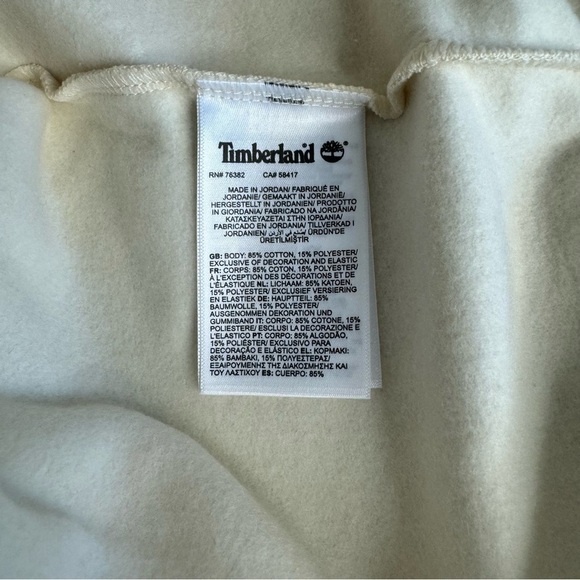 Timberland
RN# 76382 CA# 58417
MADE IN JORDAN/ FABRIQUÉ EN
JORDANIE/ GEMAAKT IN JORDANIË/
HERGESTELLT IN JORDANIEN/ PRODOTTO
IN GIORDANIA/ FABRICADO NA JORDÂNIA/
ΚΑΤΑΣΚΕΥΑΖΕΤΑΙ ΣΤΗΝ ΙΟΡΔΑΝΙΑ/
FABRICADO EN JORDANIA/ TILLVERKAD I
JORDANIEN/ صُنِع في الأردن/ ÜRDÜN'DE
ÜRETİLMİŞTİR
GB: BODY: 85% COTTON, 15% POLYESTER/
EXCLUSIVE OF DECORATION AND ELASTIC
FR: CORPS: 85% COTON, 15% POLYESTER/
À L'EXCEPTION DES DÉCORATIONS ET DE
L'ÉLASTIQUE NL: LICHAAM: 85% KATOEN,
15% POLYESTER/ EXCLUSIEF VERSIERING
EN ELASTIEK DE: HAUPTTEIL: 85%
BAUMWOLLE, 15% POLYESTER/
AUSGENOMMEN DEKORATION UND
GUMMIBAND IT: CORPO: 85% COTONE, 15%
POLIESTERE/ ESCLUSI LA DECORAZIONE E
L'ELASTICO PT: CORPO: 85% ALGODÃO,
15% POLIÉSTER/ EXCLUSIVO PARA
DECORAÇÃO E ELÁSTICO EL: ΚΟΡΜΑΚΙ:
85% ΒΑΜΒΑΚΙ, 15% ΠΟΛΥΕΣΤΕΡΑΣ/
ΕΞΑΙΡΟΥΜΕΝΗΣ ΤΗΣ ΔΙΑΚΟΣΜΗΣΗΣ ΚΑΙ
ΤΟΥ ΛΑΣΤΙΧΟΥ ES: CUERPO: 85%